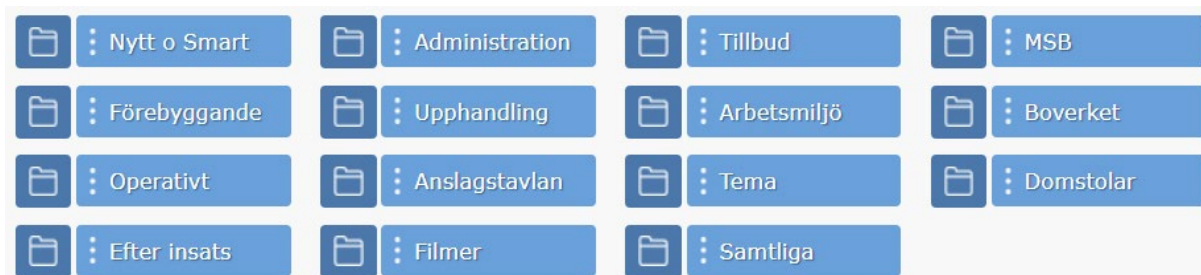 Nytt o Smart
Administration
Tillbud
MSB
Förebyggande
Upphandling
Arbetsmiljö
Boverket
Operativt
Anslagstavlan
Tema
Domstolar
Efter insats
Filmer
Samtliga